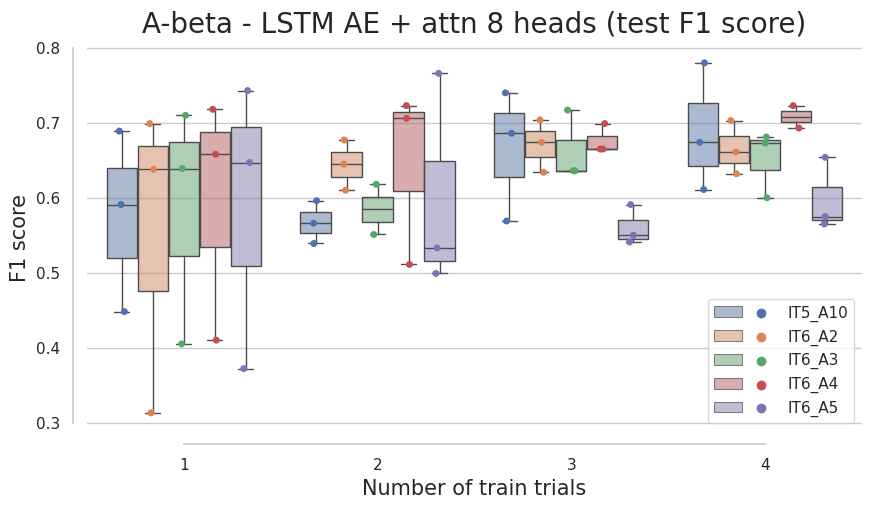 A-beta - LSTM AE + attn 8 heads (test F1 score)
0.8
0.7
0.6
0.5
0.4
0.3
F1 score
IT5_A10
IT6_A2
IT6_A3
IT6_A4
IT6_A5
1 2 3 4
Number of train trials